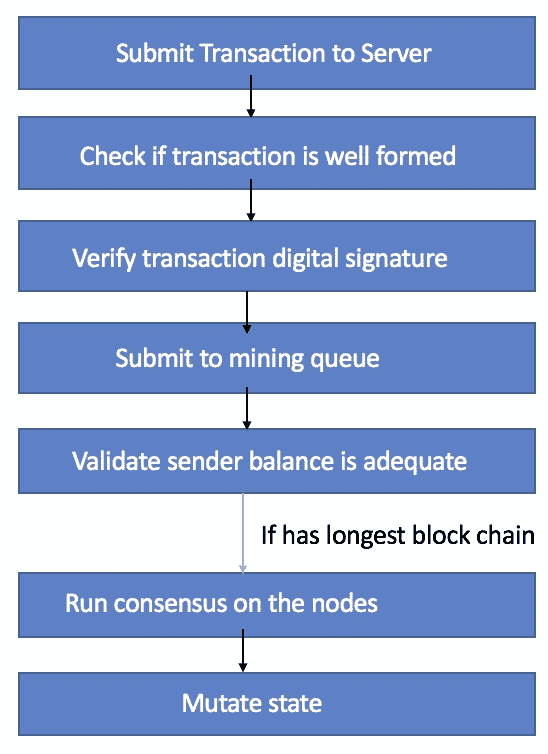 Submit Transaction to Server
Check if transaction is well formed
Verify transaction digital signature
Submit to mining queue
Validate sender balance is adequate
If has longest block chain
Run consensus on the nodes
Mutate state